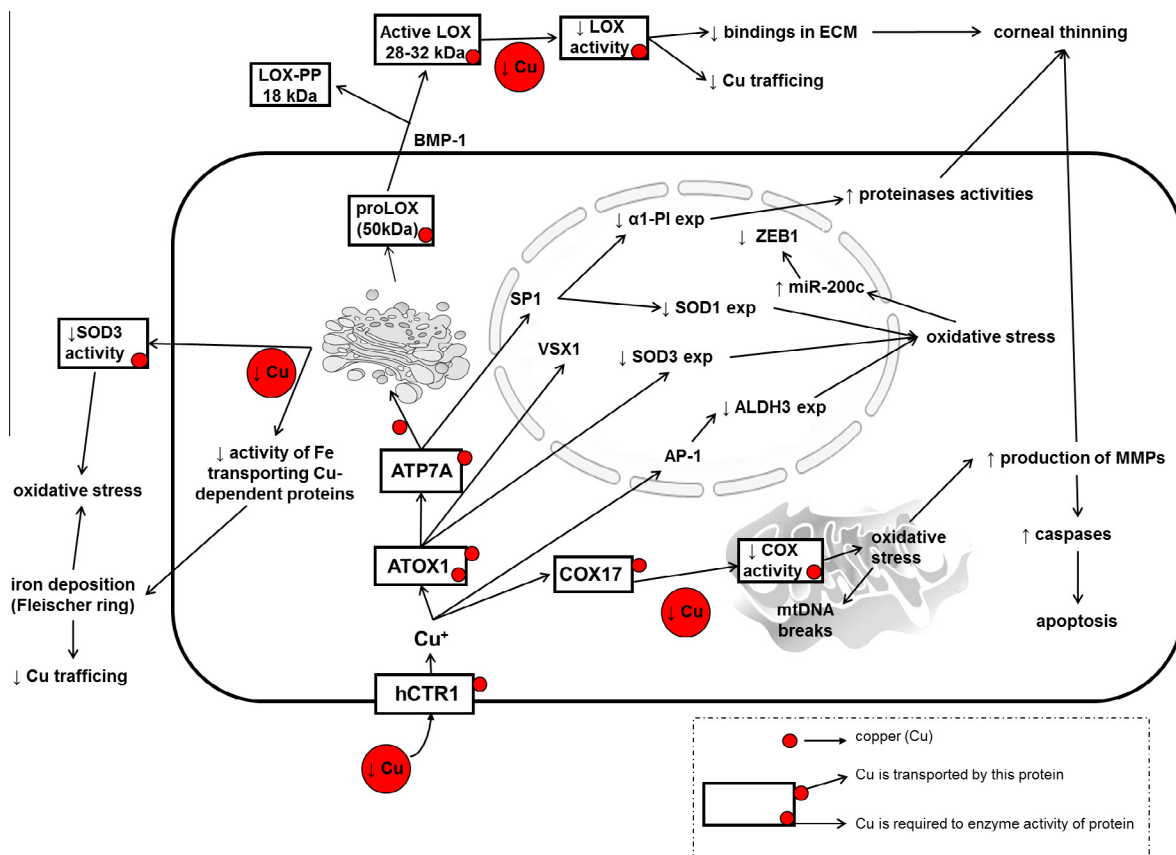 Active LOX
28-32 kDa
↓ Cu
↓ LOX
activity
↓ bindings in ECM
corneal thinning
↓ Cu trafficing
LOX-PP
18 kDa
BMP-1
proLOX
(50kDa)
↓ α1-PI exp
↑ proteinases activities
↓ ZEB1
↑ miR-200c
SP1
↓ SOD1 exp
oxidative stress
VSX1
↓ SOD3 exp
↓ ALDH3 exp
AP-1
↓SOD3
activity
↓ Cu
↓ activity of Fe
transporting Cu-
dependent proteins
oxidative stress
iron deposition
(Fleischer ring)
↓ Cu trafficing
ATP7A
ATOX1
COX17
↓ Cu
↓ COX
activity
oxidative
stress
mtDNA
breaks
↑ production of MMPs
↑ caspases
apoptosis
Cu⁺
hCTR1
↓ Cu
copper (Cu)
Cu is transported by this protein
Cu is required to enzyme activity of protein